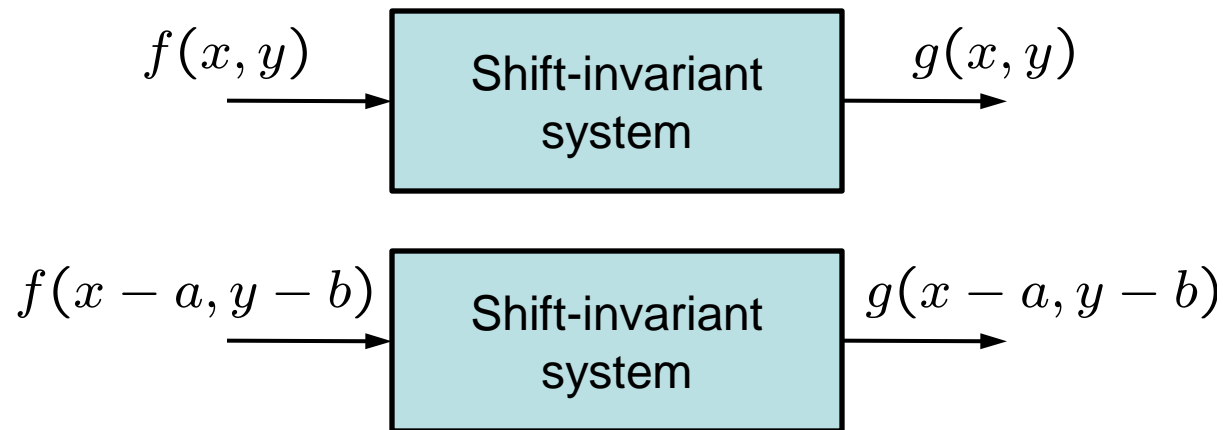 f(x, y)
Shift-invariant
system
g(x, y)
f(x − a, y − b)
Shift-invariant
system
g(x − a, y − b)